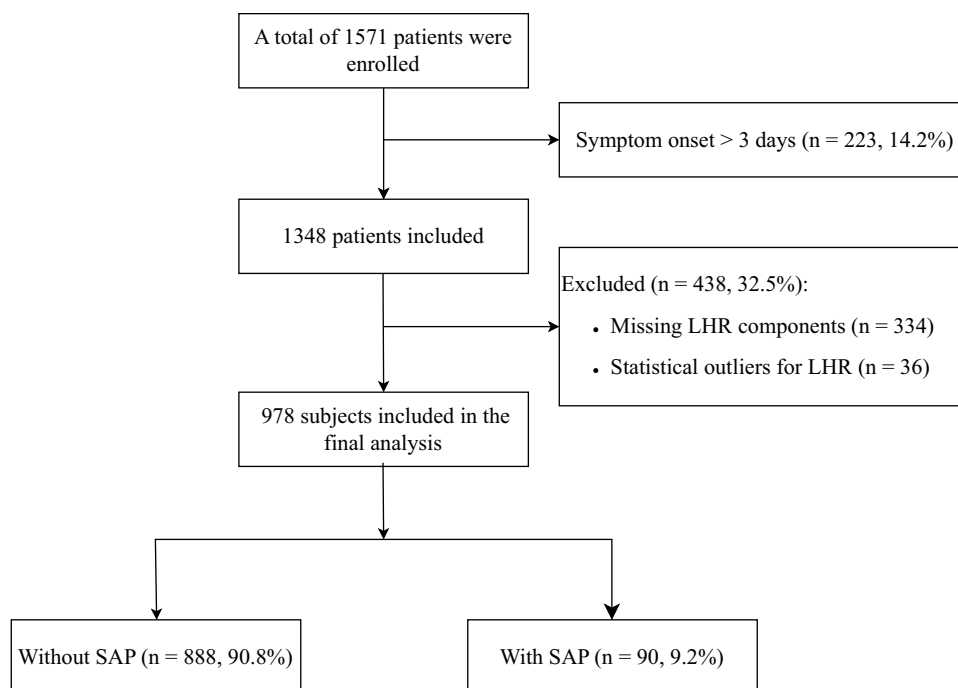 A total of 1571 patients were
enrolled
Symptom onset > 3 days (n = 223, 14.2%)
1348 patients included
Excluded (n = 438, 32.5%):
• Missing LHR components (n = 334)
• Statistical outliers for LHR (n = 36)
978 subjects included in the
final analysis
Without SAP (n = 888, 90.8%)
With SAP (n = 90, 9.2%)